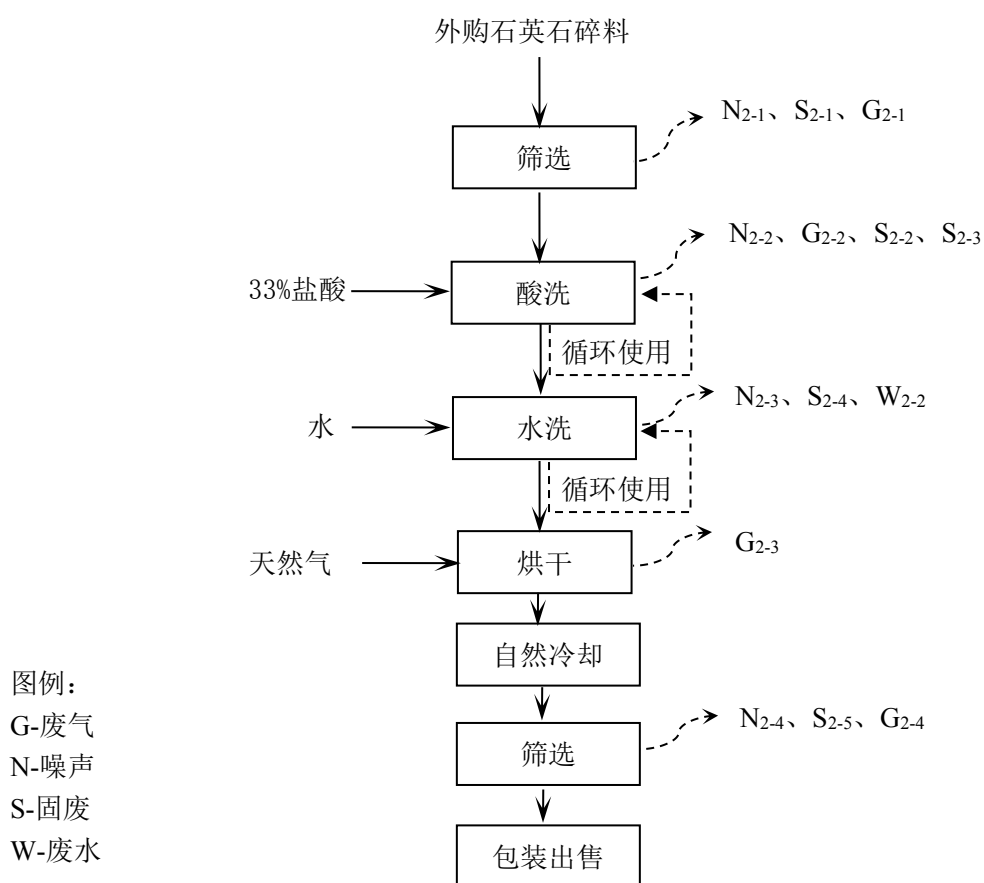 外购石英石碎料
N2-1、S2-1、G2-1
筛选
N2-2、G2-2、S2-2、S2-3
33%盐酸
酸洗
循环使用
N2-3、S2-4、W2-2
水
水洗
循环使用
G2-3
天然气
烘干
自然冷却
N2-4、S2-5、G2-4
筛选
包装出售
图例：
G-废气
N-噪声
S-固废
W-废水